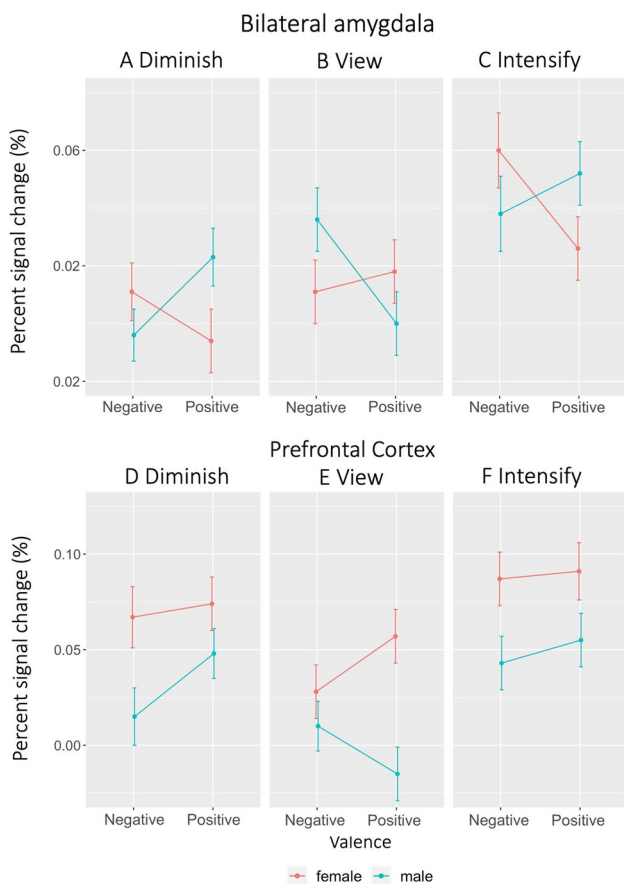 Bilateral amygdala
A Diminish B View C Intensify
Percent signal change (%)
0.06
0.02
0.02
Negative Positive Negative Positive Negative Positive
Prefrontal Cortex
D Diminish E View F Intensify
Percent signal change (%)
0.10
0.05
0.00
Negative Positive Negative Positive Negative Positive
Valence
female male